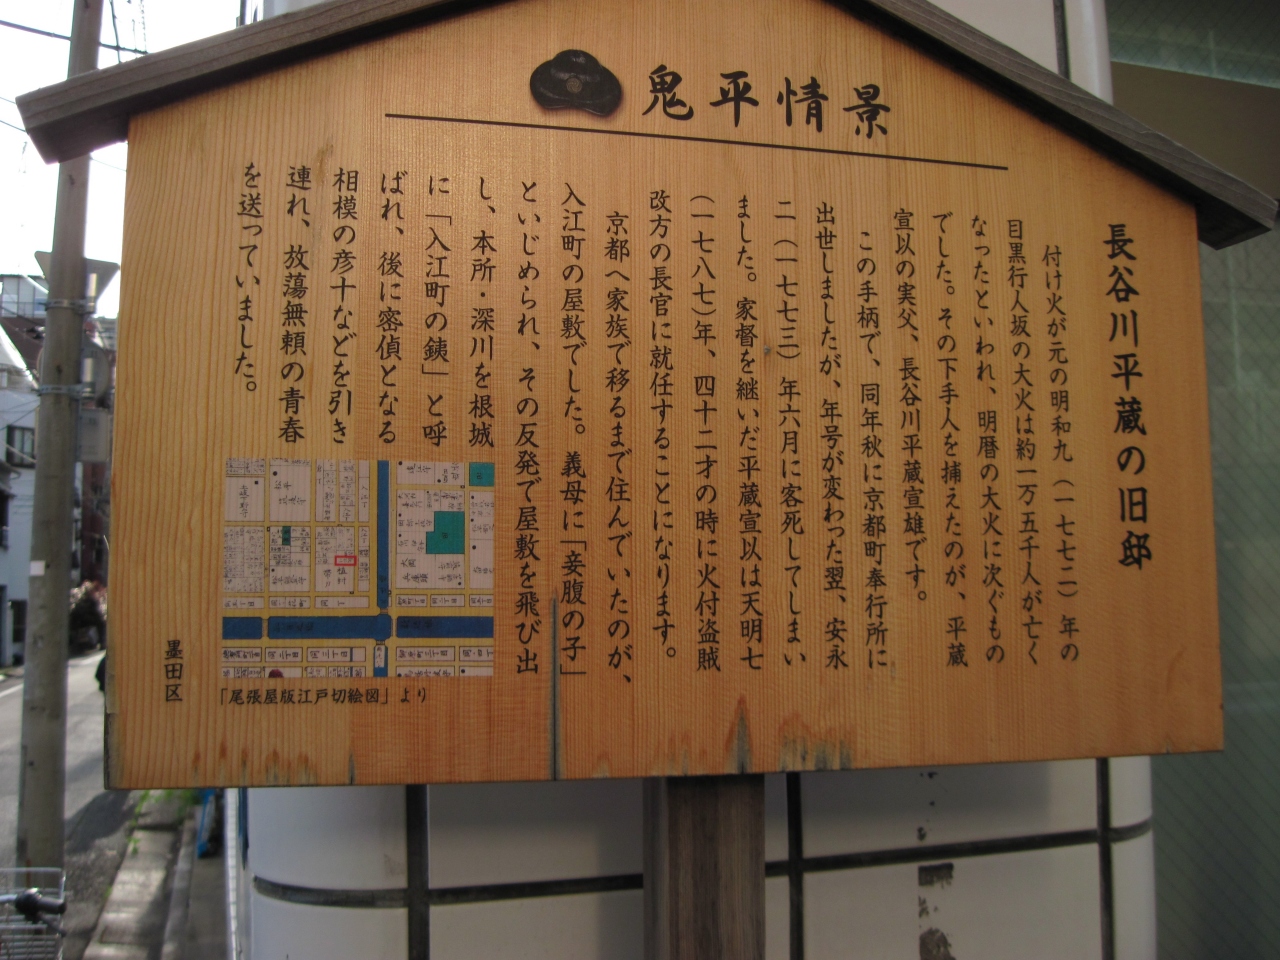 鬼平情景
長谷川平蔵の旧邸
付け火が元の明和九（一七七二）年の
目黒行人坂の大火は約一万五千人が亡く
なったといわれ、明暦の大火に次ぐもの
でした。その下手人を捕えたのが、平蔵
宣以の実父、長谷川平蔵宣雄です。
この手柄で、同年秋に京都町奉行所に
出世しましたが、年号が変わった翌、安永
二（一七七三）年六月に客死してしまい
ました。家督を継いだ平蔵宣以は天明七
（一七八七）年、四十二才の時に火付盗賊
改方の長官に就任することになります。
京都へ家族で移るまで住んでいたのが、
入江町の屋敷でした。義母に「妾腹の子」
といじめられ、その反発で屋敷を飛び出
し、本所・深川を根城
に「入江町の銕」と呼
ばれ、後に密偵となる
相模の彦十などを引き
連れ、放蕩無頼の青春
を送っていました。
「尾張屋版江戸切絵図」より
墨田区